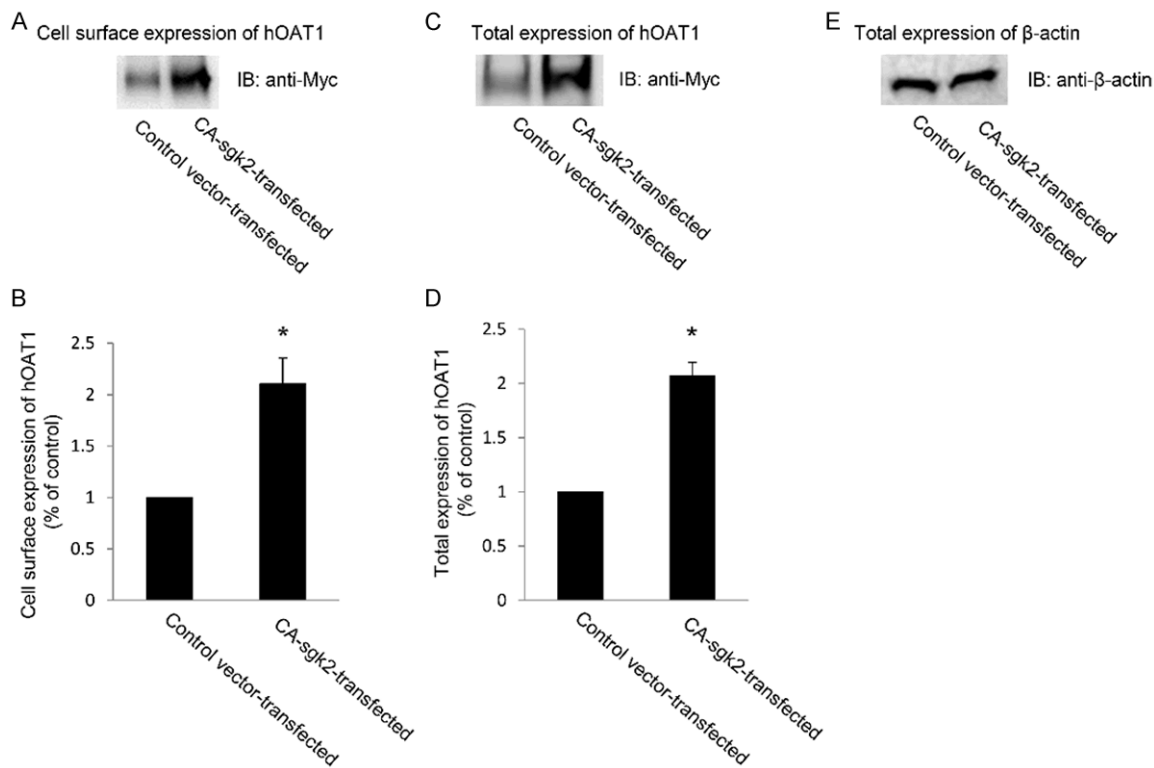 A Cell surface expression of hOAT1
IB: anti-Myc
Control vector-transfected
CA-sgk2-transfected
C Total expression of hOAT1
IB: anti-Myc
Control vector-transfected
CA-sgk2-transfected
E Total expression of β-actin
IB: anti-β-actin
Control vector-transfected
CA-sgk2-transfected
B
Cell surface expression of hOAT1
(% of control)
2.5
2
1.5
1
0.5
0
*
Control vector-transfected
CA-sgk2-transfected
D
Total expression of hOAT1
(% of control)
2.5
2
1.5
1
0.5
0
*
Control vector-transfected
CA-sgk2-transfected